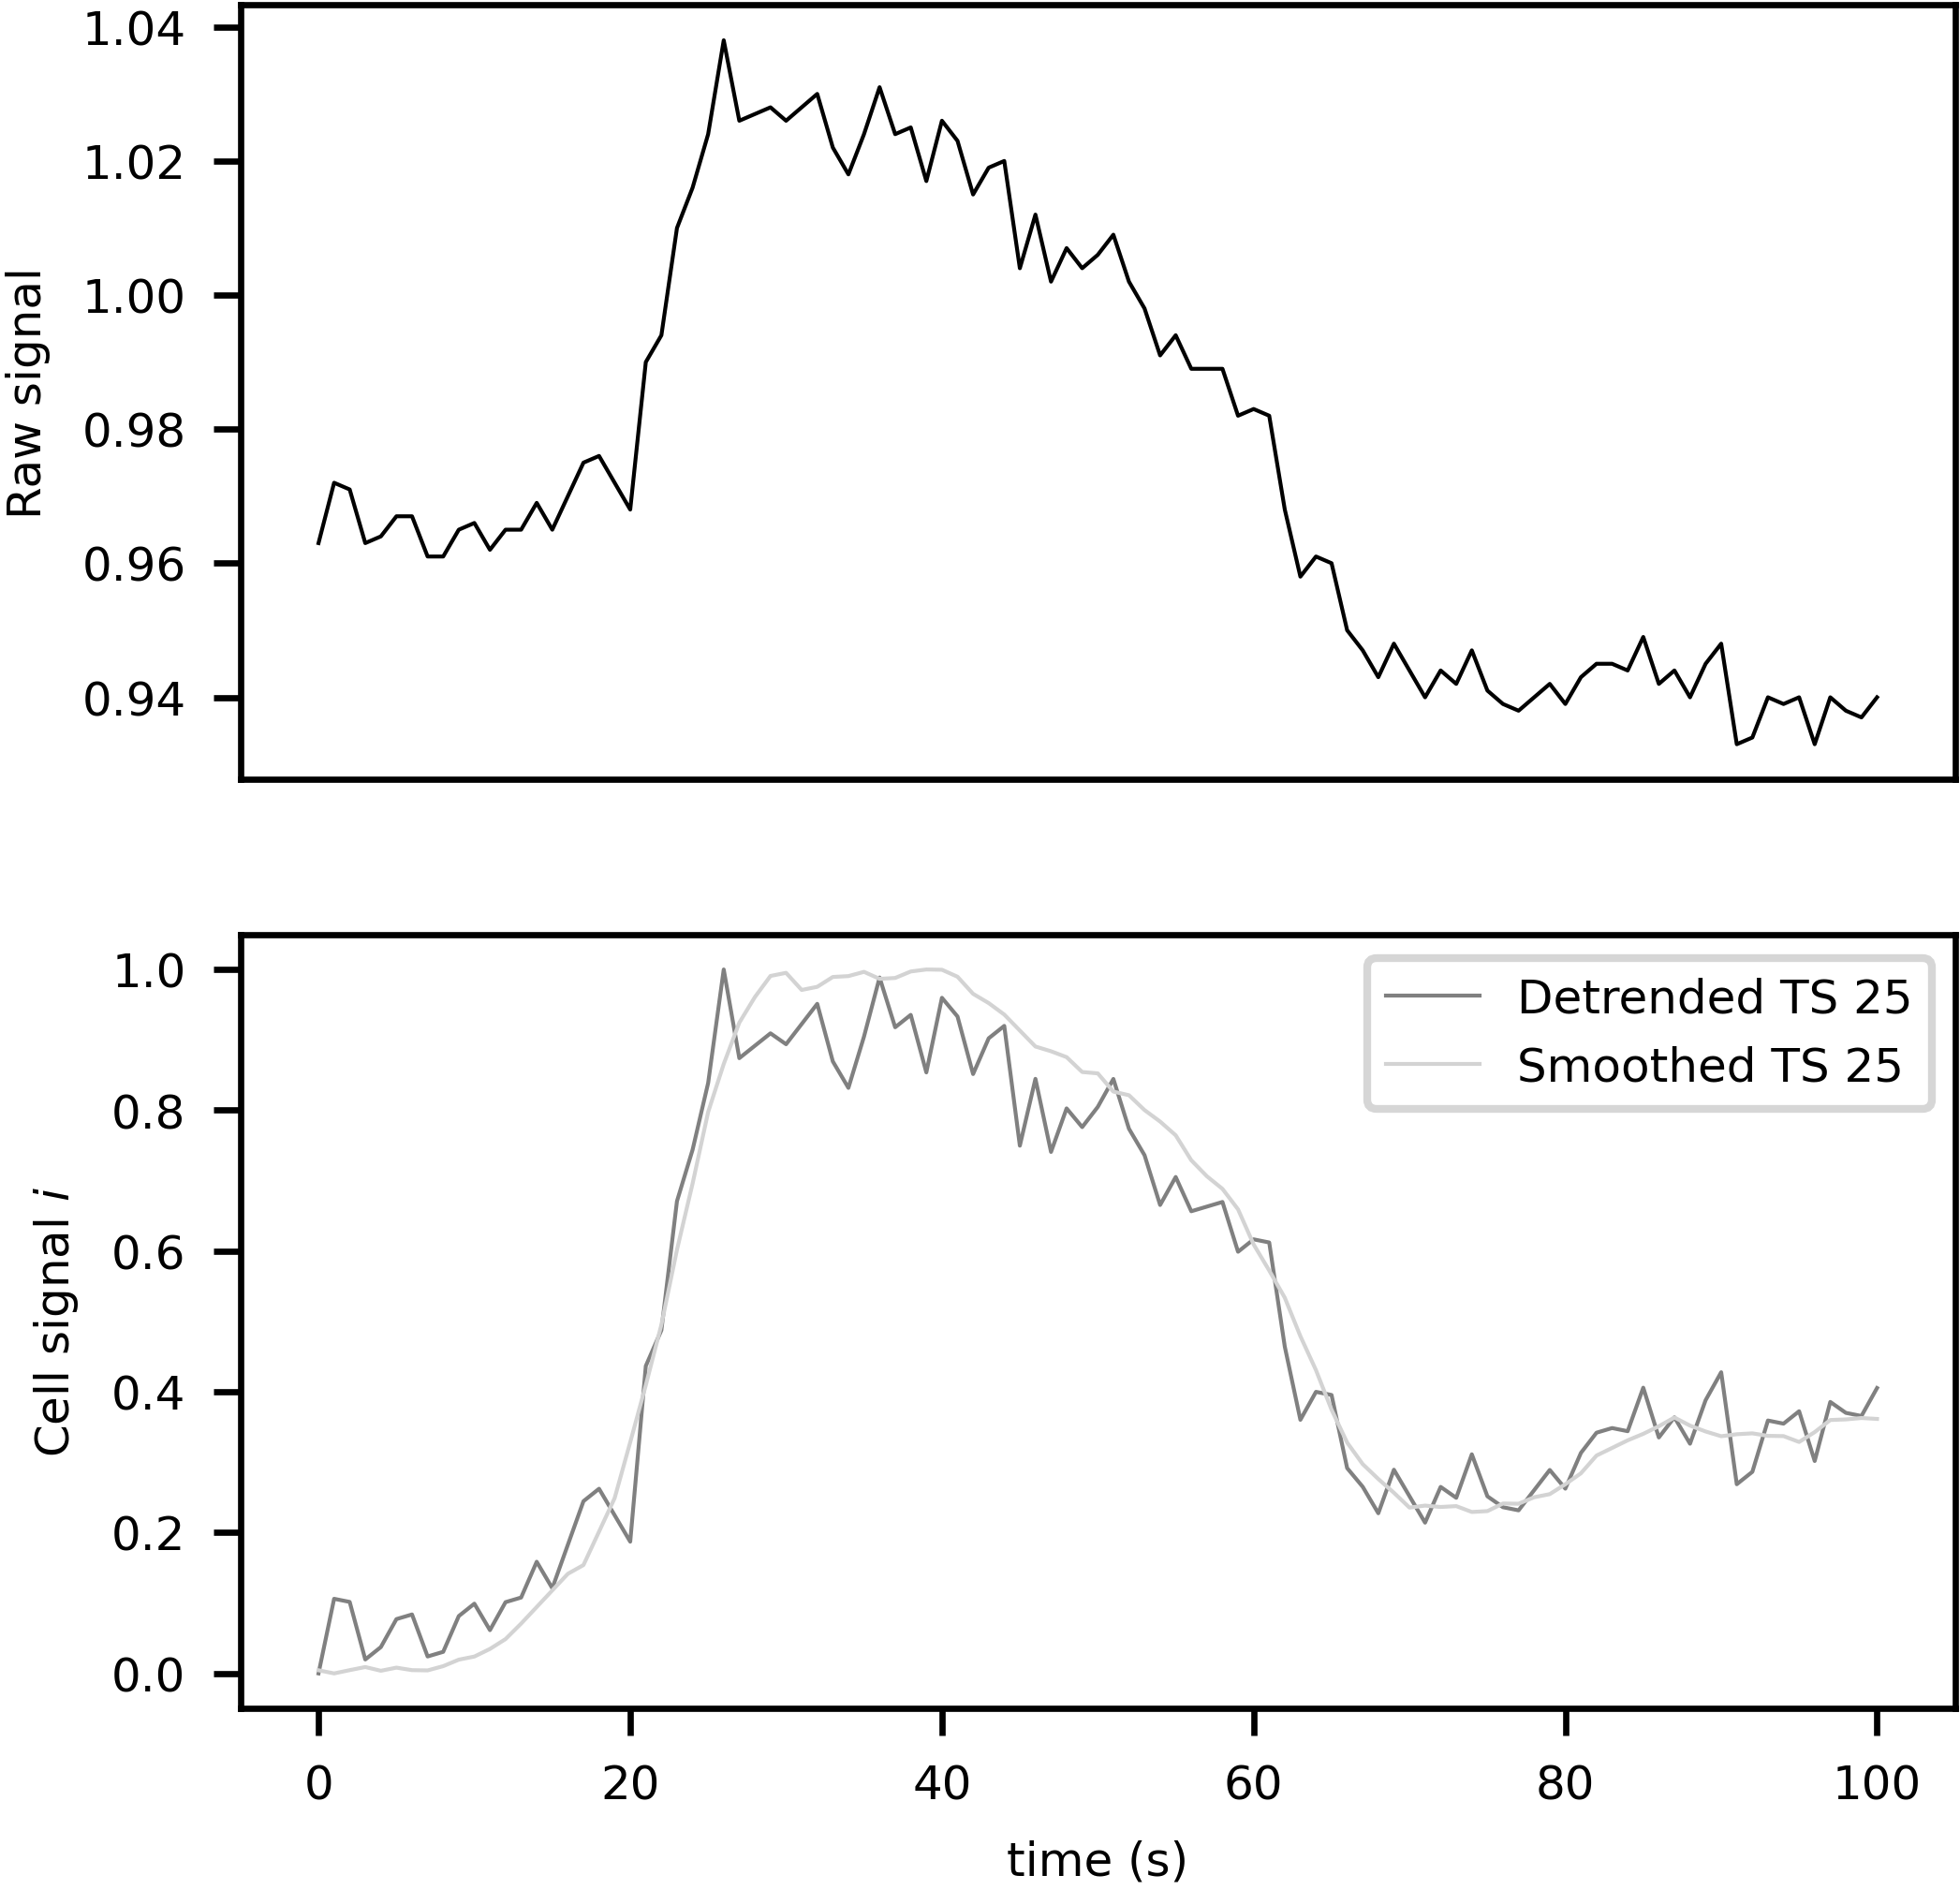 Raw signal
1.04
1.02
1.00
0.98
0.96
0.94
Cell signal i
1.0
0.8
0.6
0.4
0.2
0.0
Detrended TS 25
Smoothed TS 25
0 20 40 60 80 100
time (s)